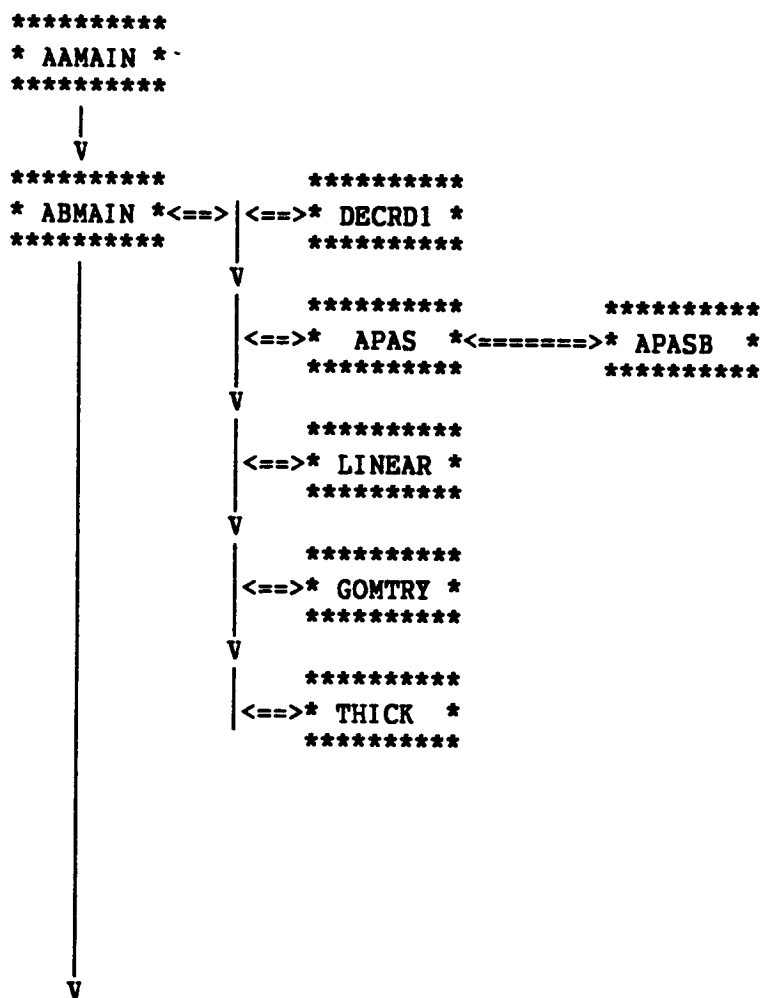 **********
* AAMAIN *
**********
|
V
********** **********
* ABMAIN *<==>|<==>* DECRD1 *
********** **********
V
********** **********
|<==>* APAS *<=======>* APASB *
********** **********
V
**********
|<==>* LINEAR *
**********
V
**********
|<==>* GOMTRY *
**********
V
**********
|<==>* THICK *
**********
V